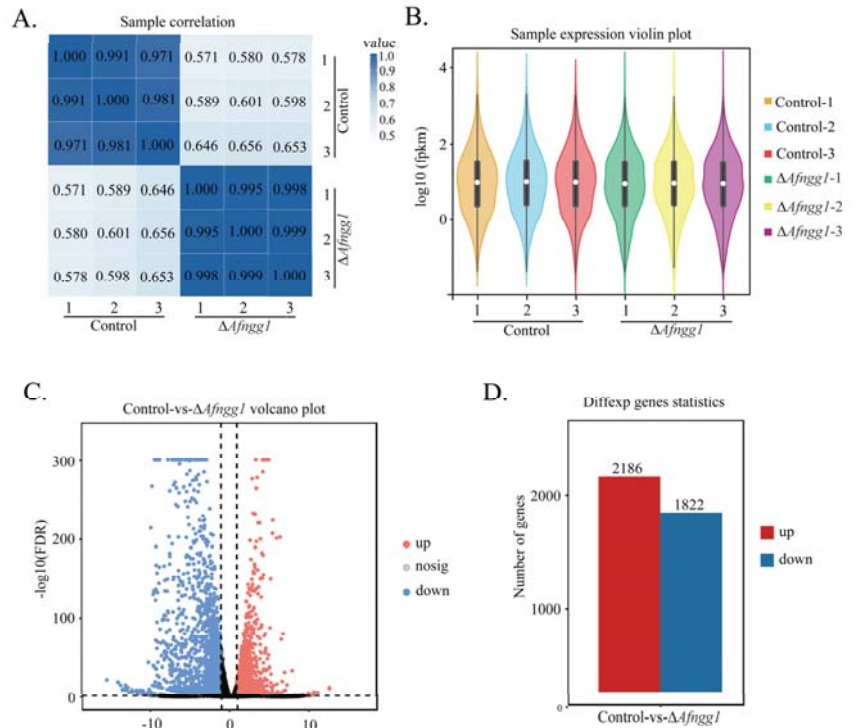 A.
Sample correlation
value
1.0
0.9
0.8
0.7
0.6
0.5
1.000 0.991 0.971 0.571 0.580 0.578 1
0.991 1.000 0.981 0.589 0.601 0.598 2
0.971 0.981 1.000 0.646 0.656 0.653 3
Control
0.571 0.589 0.646 1.000 0.995 0.998 1
0.580 0.601 0.656 0.995 1.000 0.999 2
0.578 0.598 0.653 0.998 0.999 1.000 3
ΔAfngg1
1 2 3 1 2 3
Control ΔAfngg1
B.
Sample expression violin plot
log10 (fpkm)
4
2
0
1 2 3 1 2 3
Control ΔAfngg1
Control-1
Control-2
Control-3
ΔAfngg1-1
ΔAfngg1-2
ΔAfngg1-3
C.
Control-vs-ΔAfngg1 volcano plot
-log10(FDR)
300
200
100
0
-10 0 10
up
nosig
down
D.
Diffexp genes statistics
Number of genes
2000
1000
0
2186
1822
Control-vs-ΔAfngg1
up
down